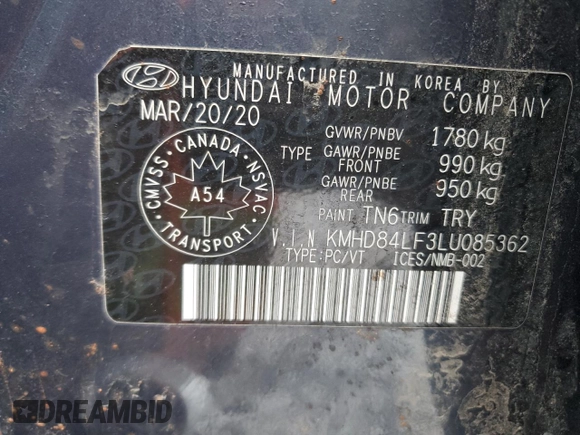 MANUFACTURED IN KOREA BY
HYUNDAI MOTOR COMPANY
MAR/20/20
GVWR/PNBV 1780 kg
TYPE GAWR/PNBE FRONT 990 kg
GAWR/PNBE REAR 950 kg
PAINT TN6 TRIM TRY
V.I.N KMHD84LF3LU085362
TYPE:PC/VT ICES/NMB-002
CMVSS • CANADA • NSVAC
A54
TRANSPORT
DREAMBID